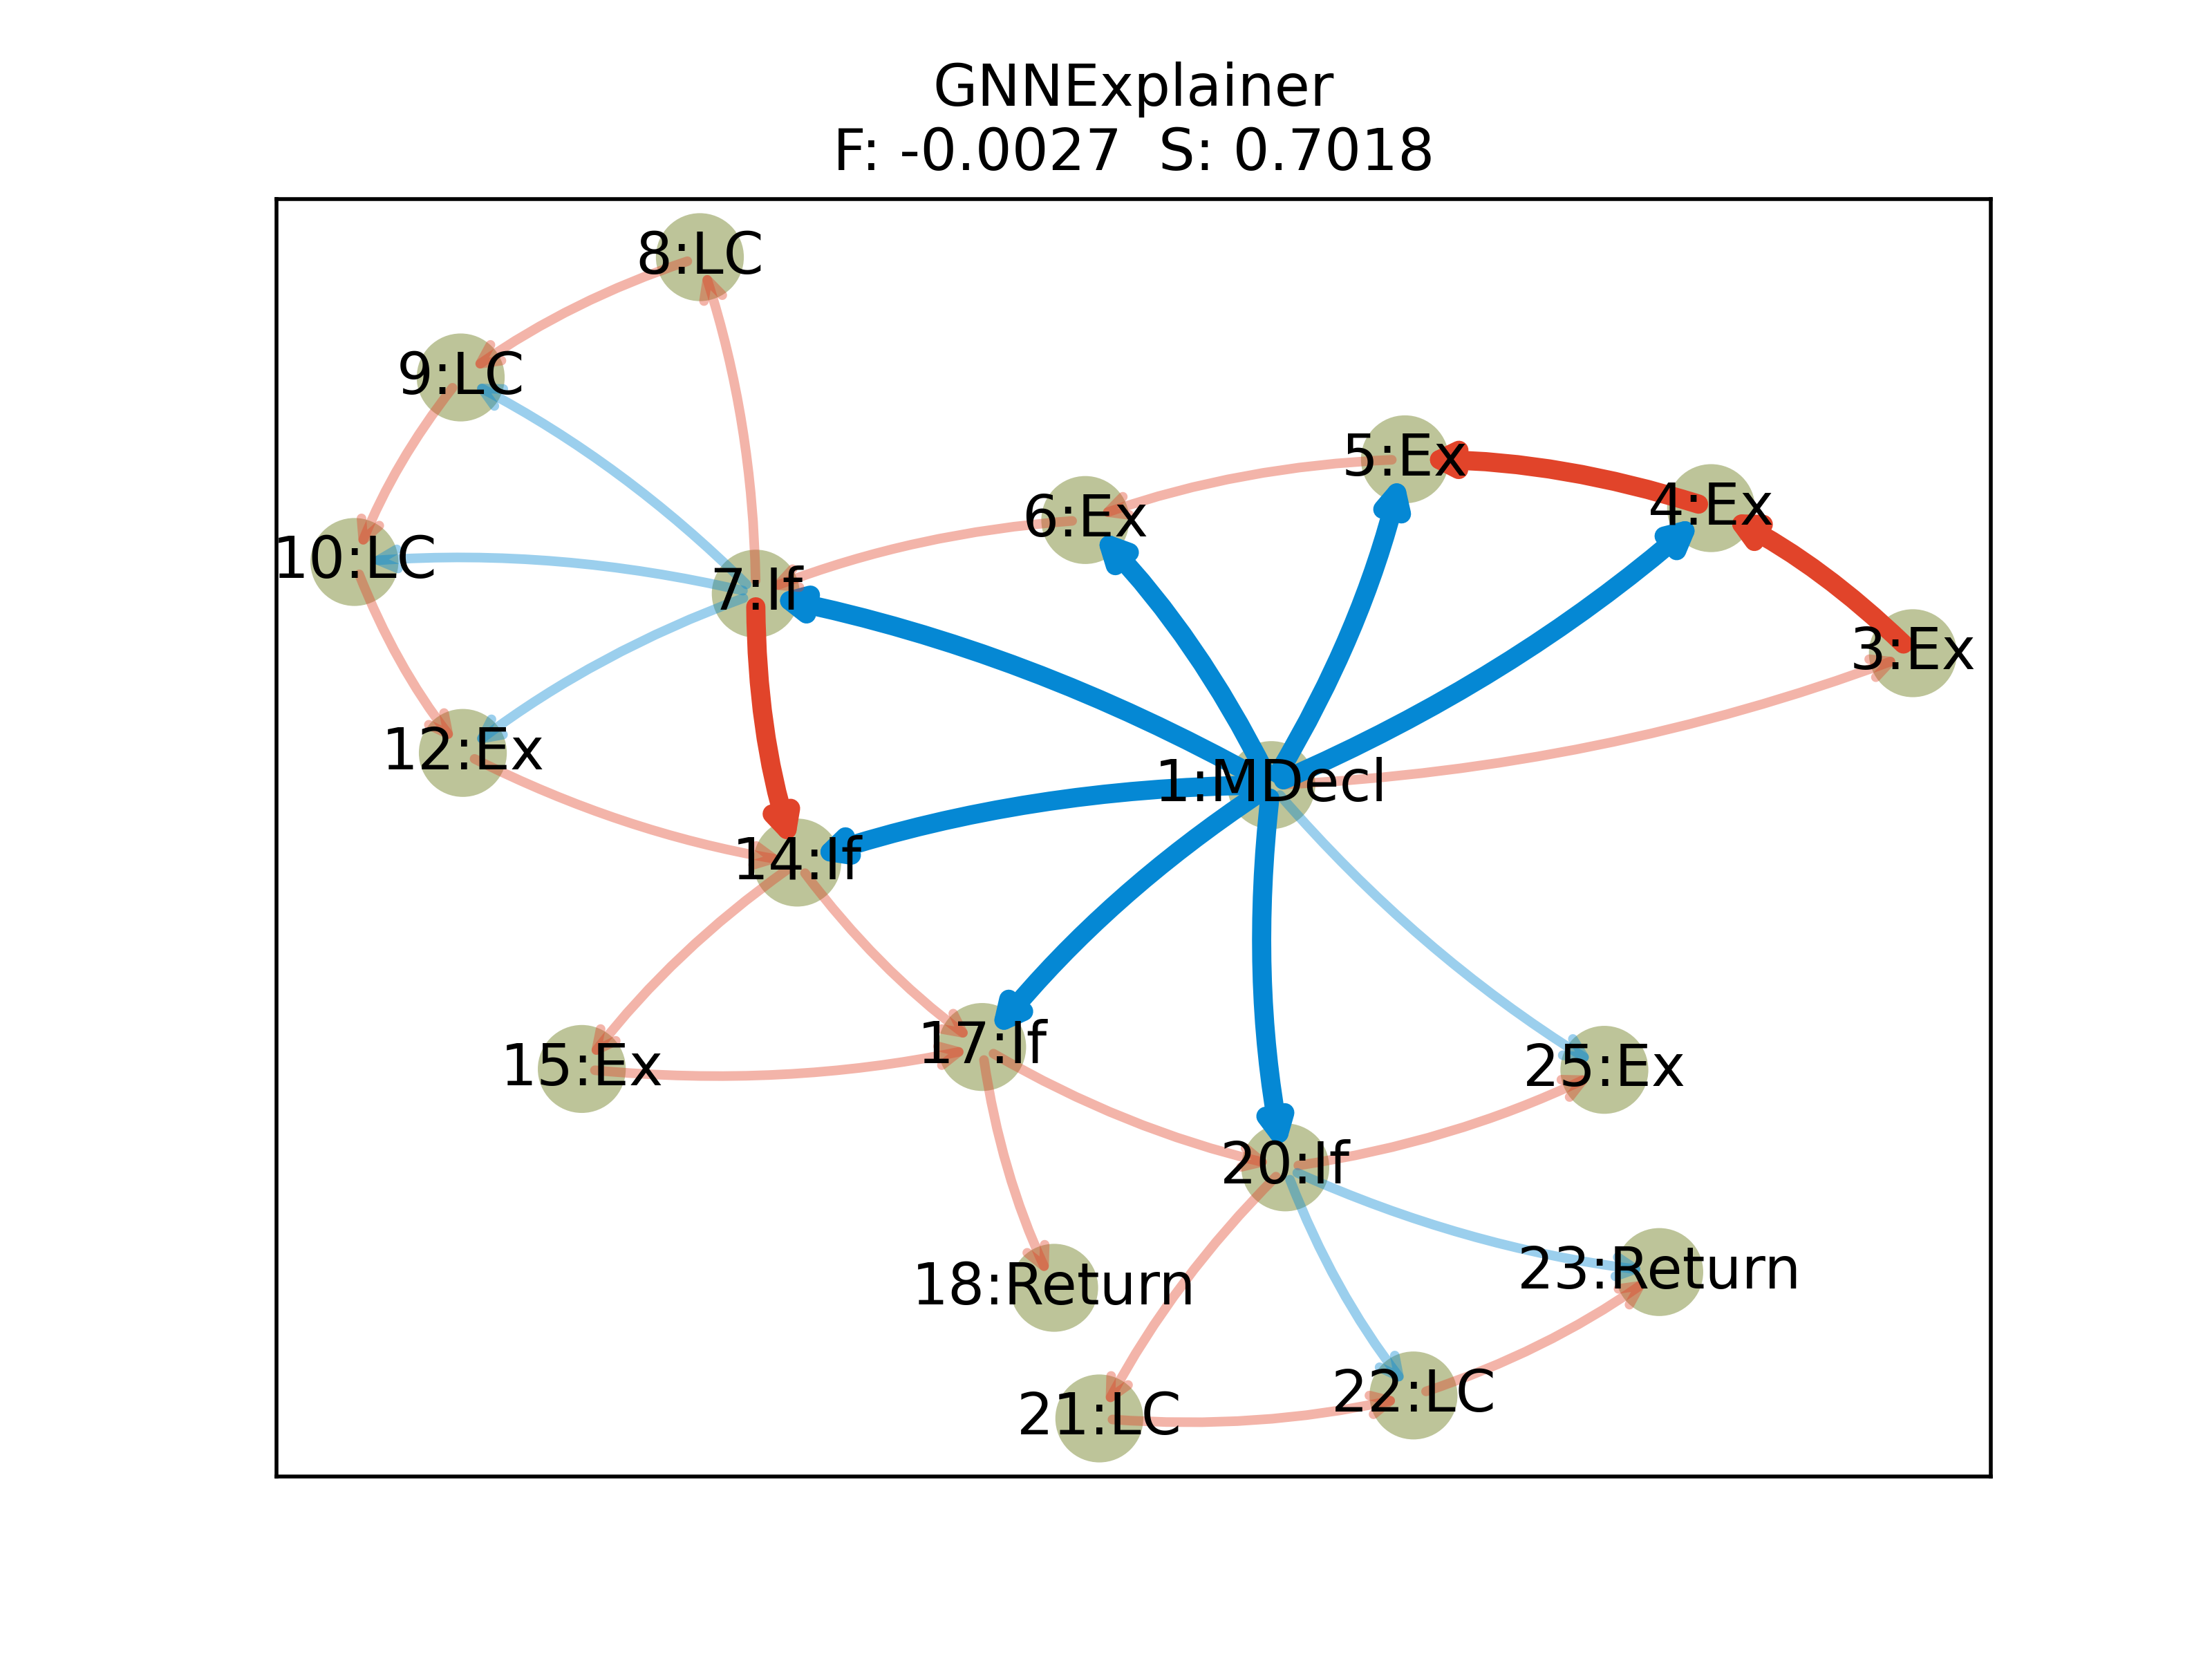 GNNExplainer
F: -0.0027  S: 0.7018
8:LC
9:LC
5:Ex
4:Ex
6:Ex
10:LC
7:If
3:Ex
12:Ex
1:MDecl
14:If
17:If
15:Ex
25:Ex
20:If
18:Return
23:Return
22:LC
21:LC